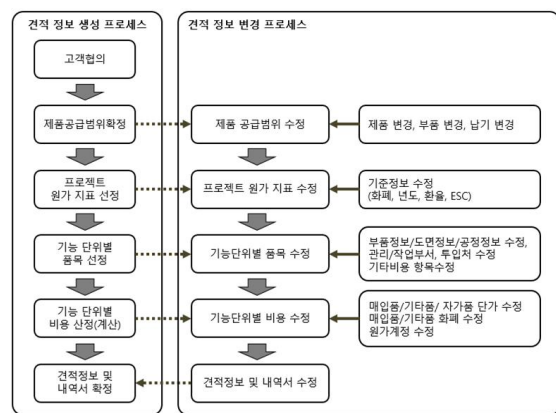 견적 정보 생성 프로세스
고객협의
제품공급범위확정
프로젝트
원가 지표 선정
기능 단위별
품목 선정
기능 단위별
비용 산정(계산)
견적정보 및
내역서 확정
견적 정보 변경 프로세스
제품 공급범위 수정
프로젝트 원가 지표 수정
기능단위별 품목 수정
기능단위별 비용 수정
견적정보 및 내역서 수정
제품 변경, 부품 변경, 납기 변경
기준정보 수정
(화폐, 년도, 환율, ESC)
부품정보/도면정보/공정정보 수정,
관리/작업부서, 투입처 수정
기타비용 항목수정
매입품/기타품/ 자가품 단가 수정
매입품/기타품 화폐 수정
원가계정 수정